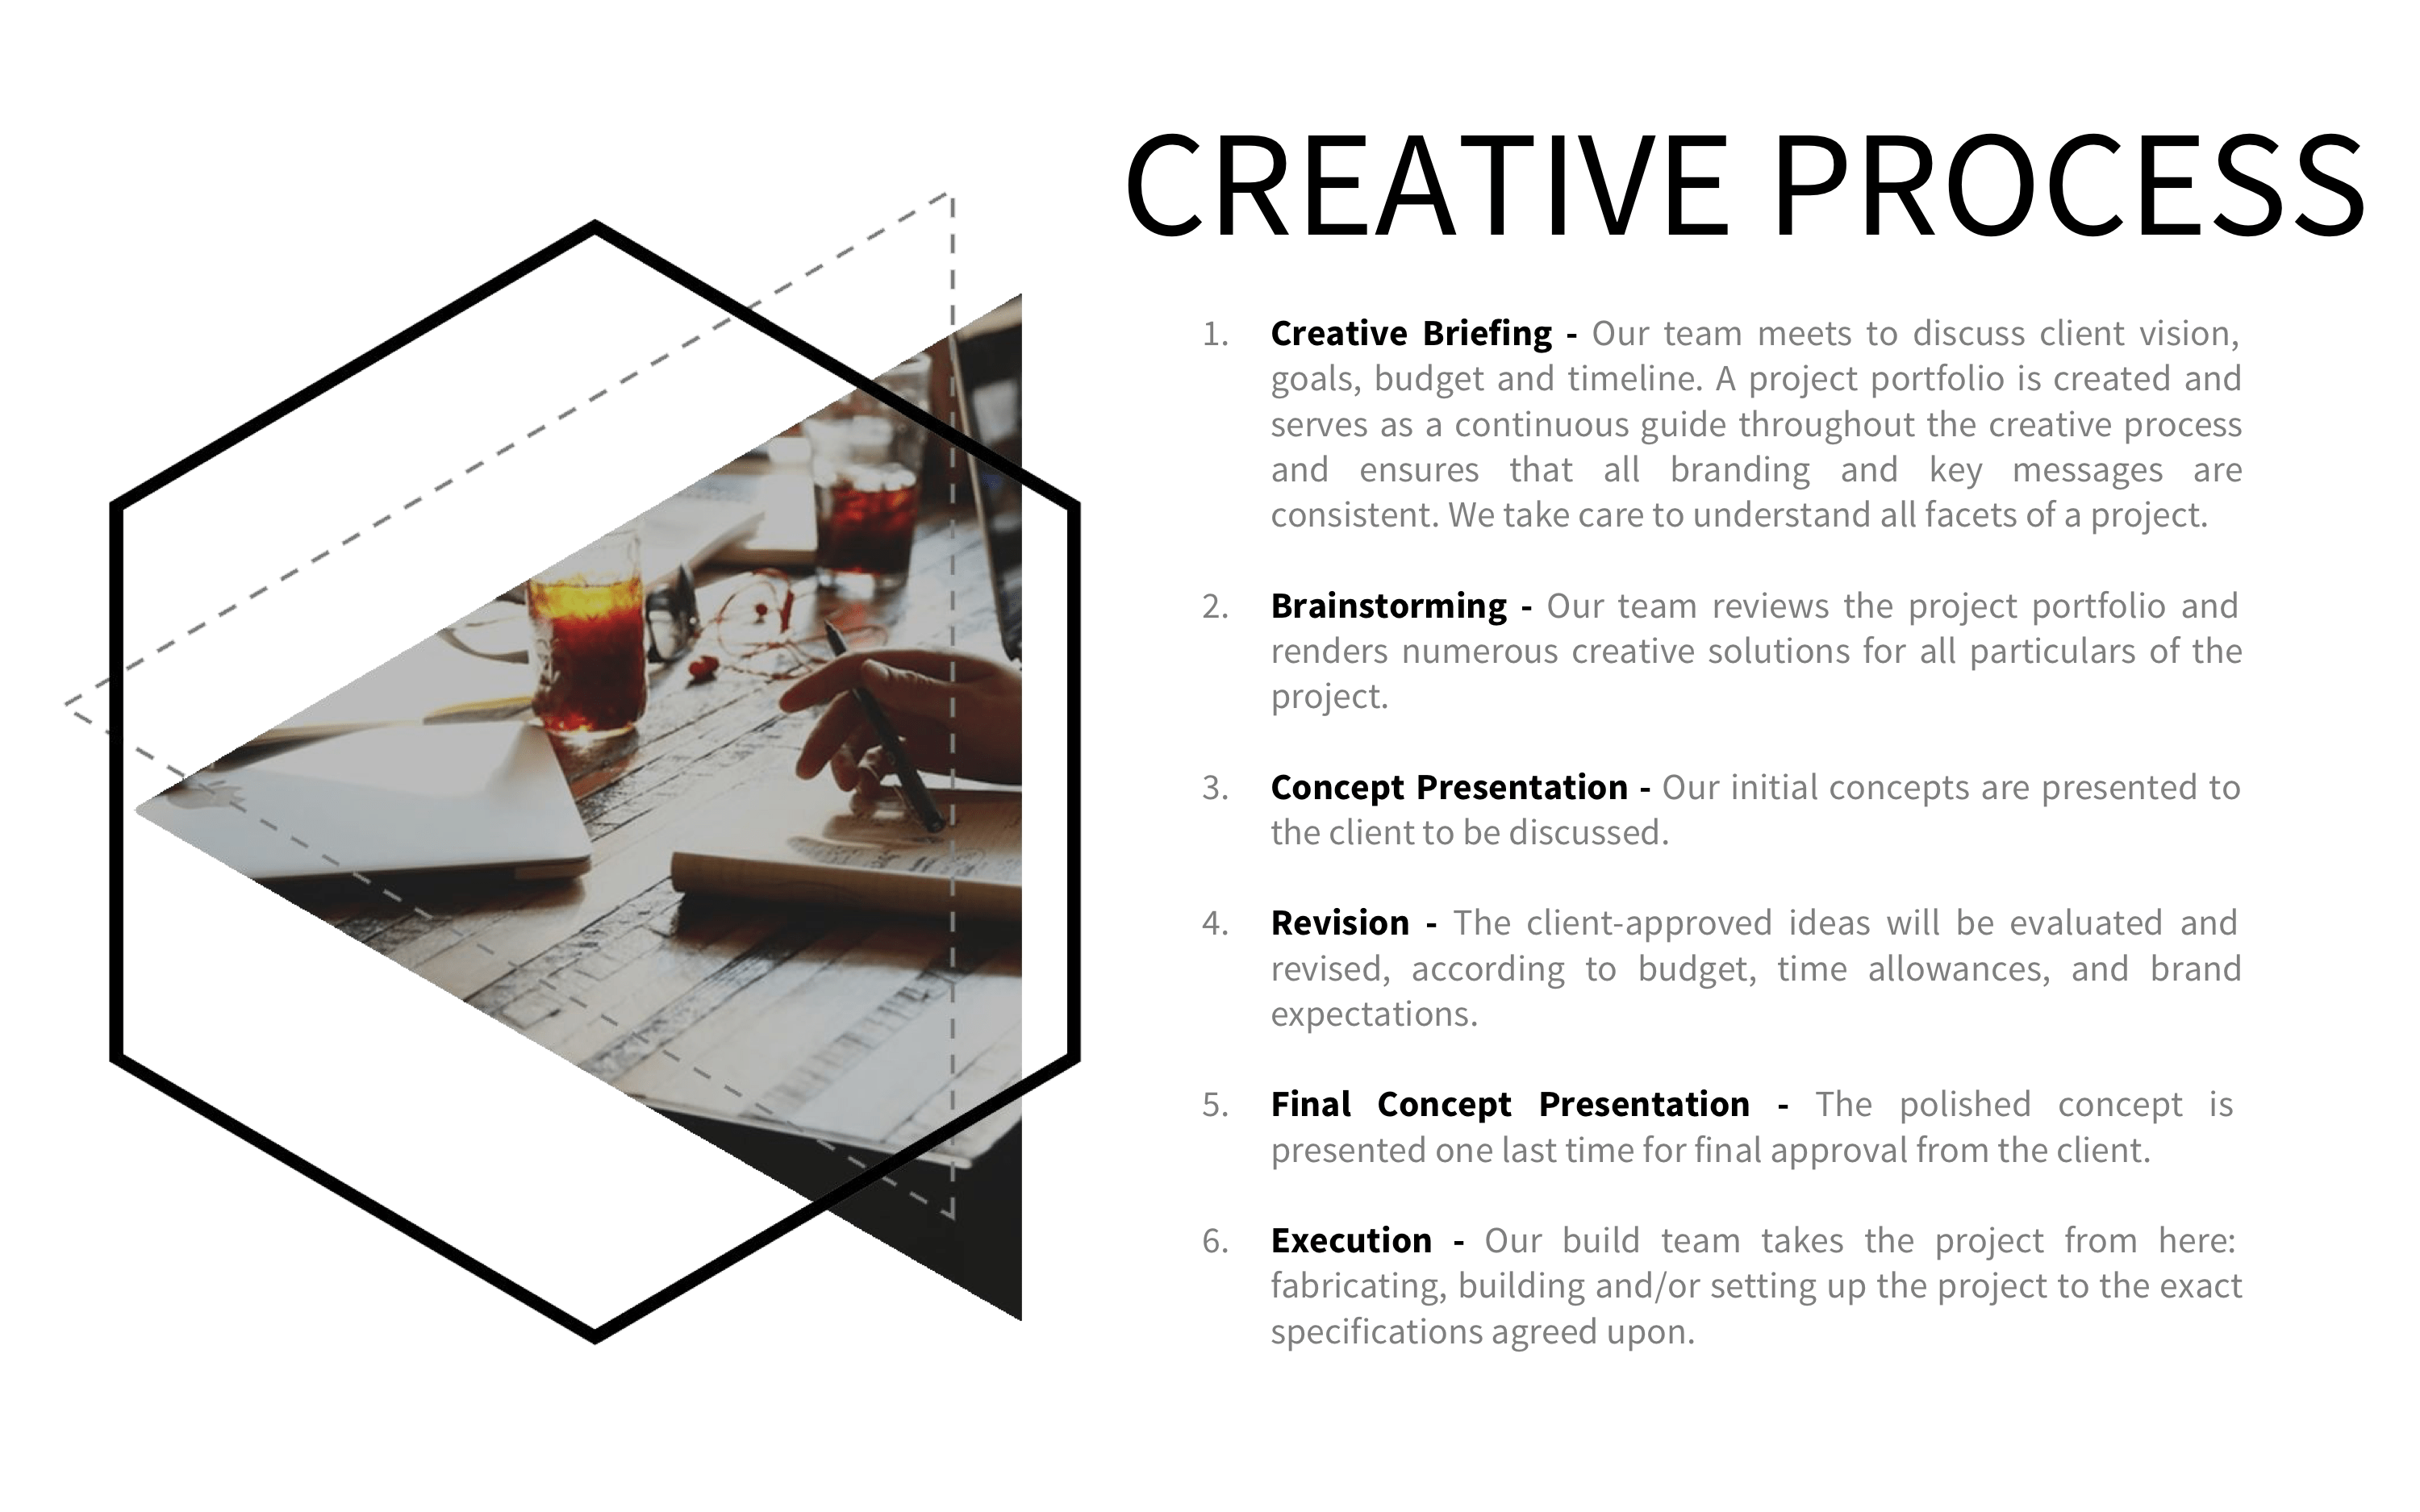 CREATIVE PROCESS
1. Creative Briefing - Our team meets to discuss client vision,
goals, budget and timeline. A project portfolio is created and
serves as a continuous guide throughout the creative process
and ensures that all branding and key messages are
consistent. We take care to understand all facets of a project.
2. Brainstorming - Our team reviews the project portfolio and
renders numerous creative solutions for all particulars of the
project.
3. Concept Presentation - Our initial concepts are presented to
the client to be discussed.
4. Revision - The client-approved ideas will be evaluated and
revised, according to budget, time allowances, and brand
expectations.
5. Final Concept Presentation - The polished concept is
presented one last time for final approval from the client.
6. Execution - Our build team takes the project from here:
fabricating, building and/or setting up the project to the exact
specifications agreed upon.